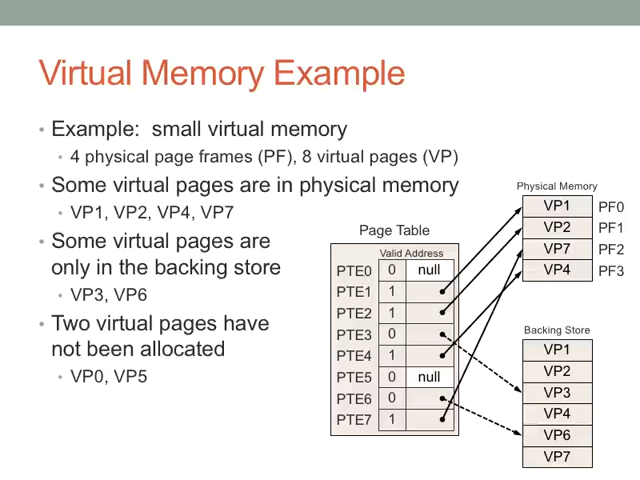 Virtual Memory Example
• Example: small virtual memory
• 4 physical page frames (PF), 8 virtual pages (VP)
• Some virtual pages are in physical memory
• VP1, VP2, VP4, VP7
• Some virtual pages are
only in the backing store
• VP3, VP6
• Two virtual pages have
not been allocated
• VP0, VP5
Page Table
Valid Address
PTE0 0 null
PTE1 1
PTE2 1
PTE3 0
PTE4 1
PTE5 0 null
PTE6 0
PTE7 1
Physical Memory
VP1 PF0
VP2 PF1
VP7 PF2
VP4 PF3
Backing Store
VP1
VP2
VP3
VP4
VP6
VP7